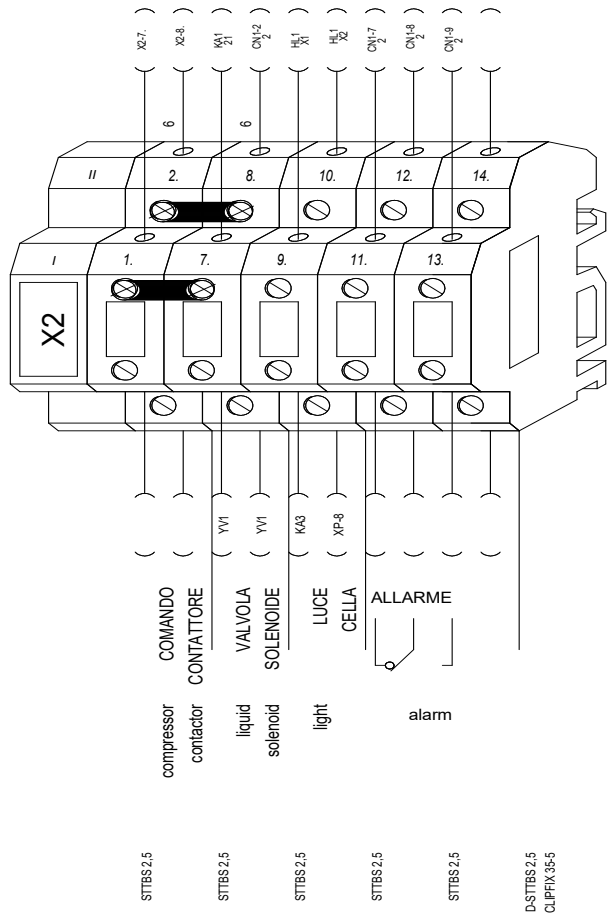 X2-7.
X2-8.
KA1
21
CN1-2
2
HL1
X1
HL1
X2
CN1-7
2
CN1-8
2
CN1-9
2
6
6
II
2.
8.
10.
12.
14.
I
1.
7.
9.
11.
13.
X2
YV1
YV1
KA3
XP-8
COMANDO
CONTATTORE
VALVOLA
SOLENOIDE
LUCE
CELLA
ALLARME
compressor
contactor
liquid
solenoid
light
alarm
STTBS 2,5
STTBS 2,5
STTBS 2,5
STTBS 2,5
STTBS 2,5
D-STTBS 2,5
CLIPFIX 35-5